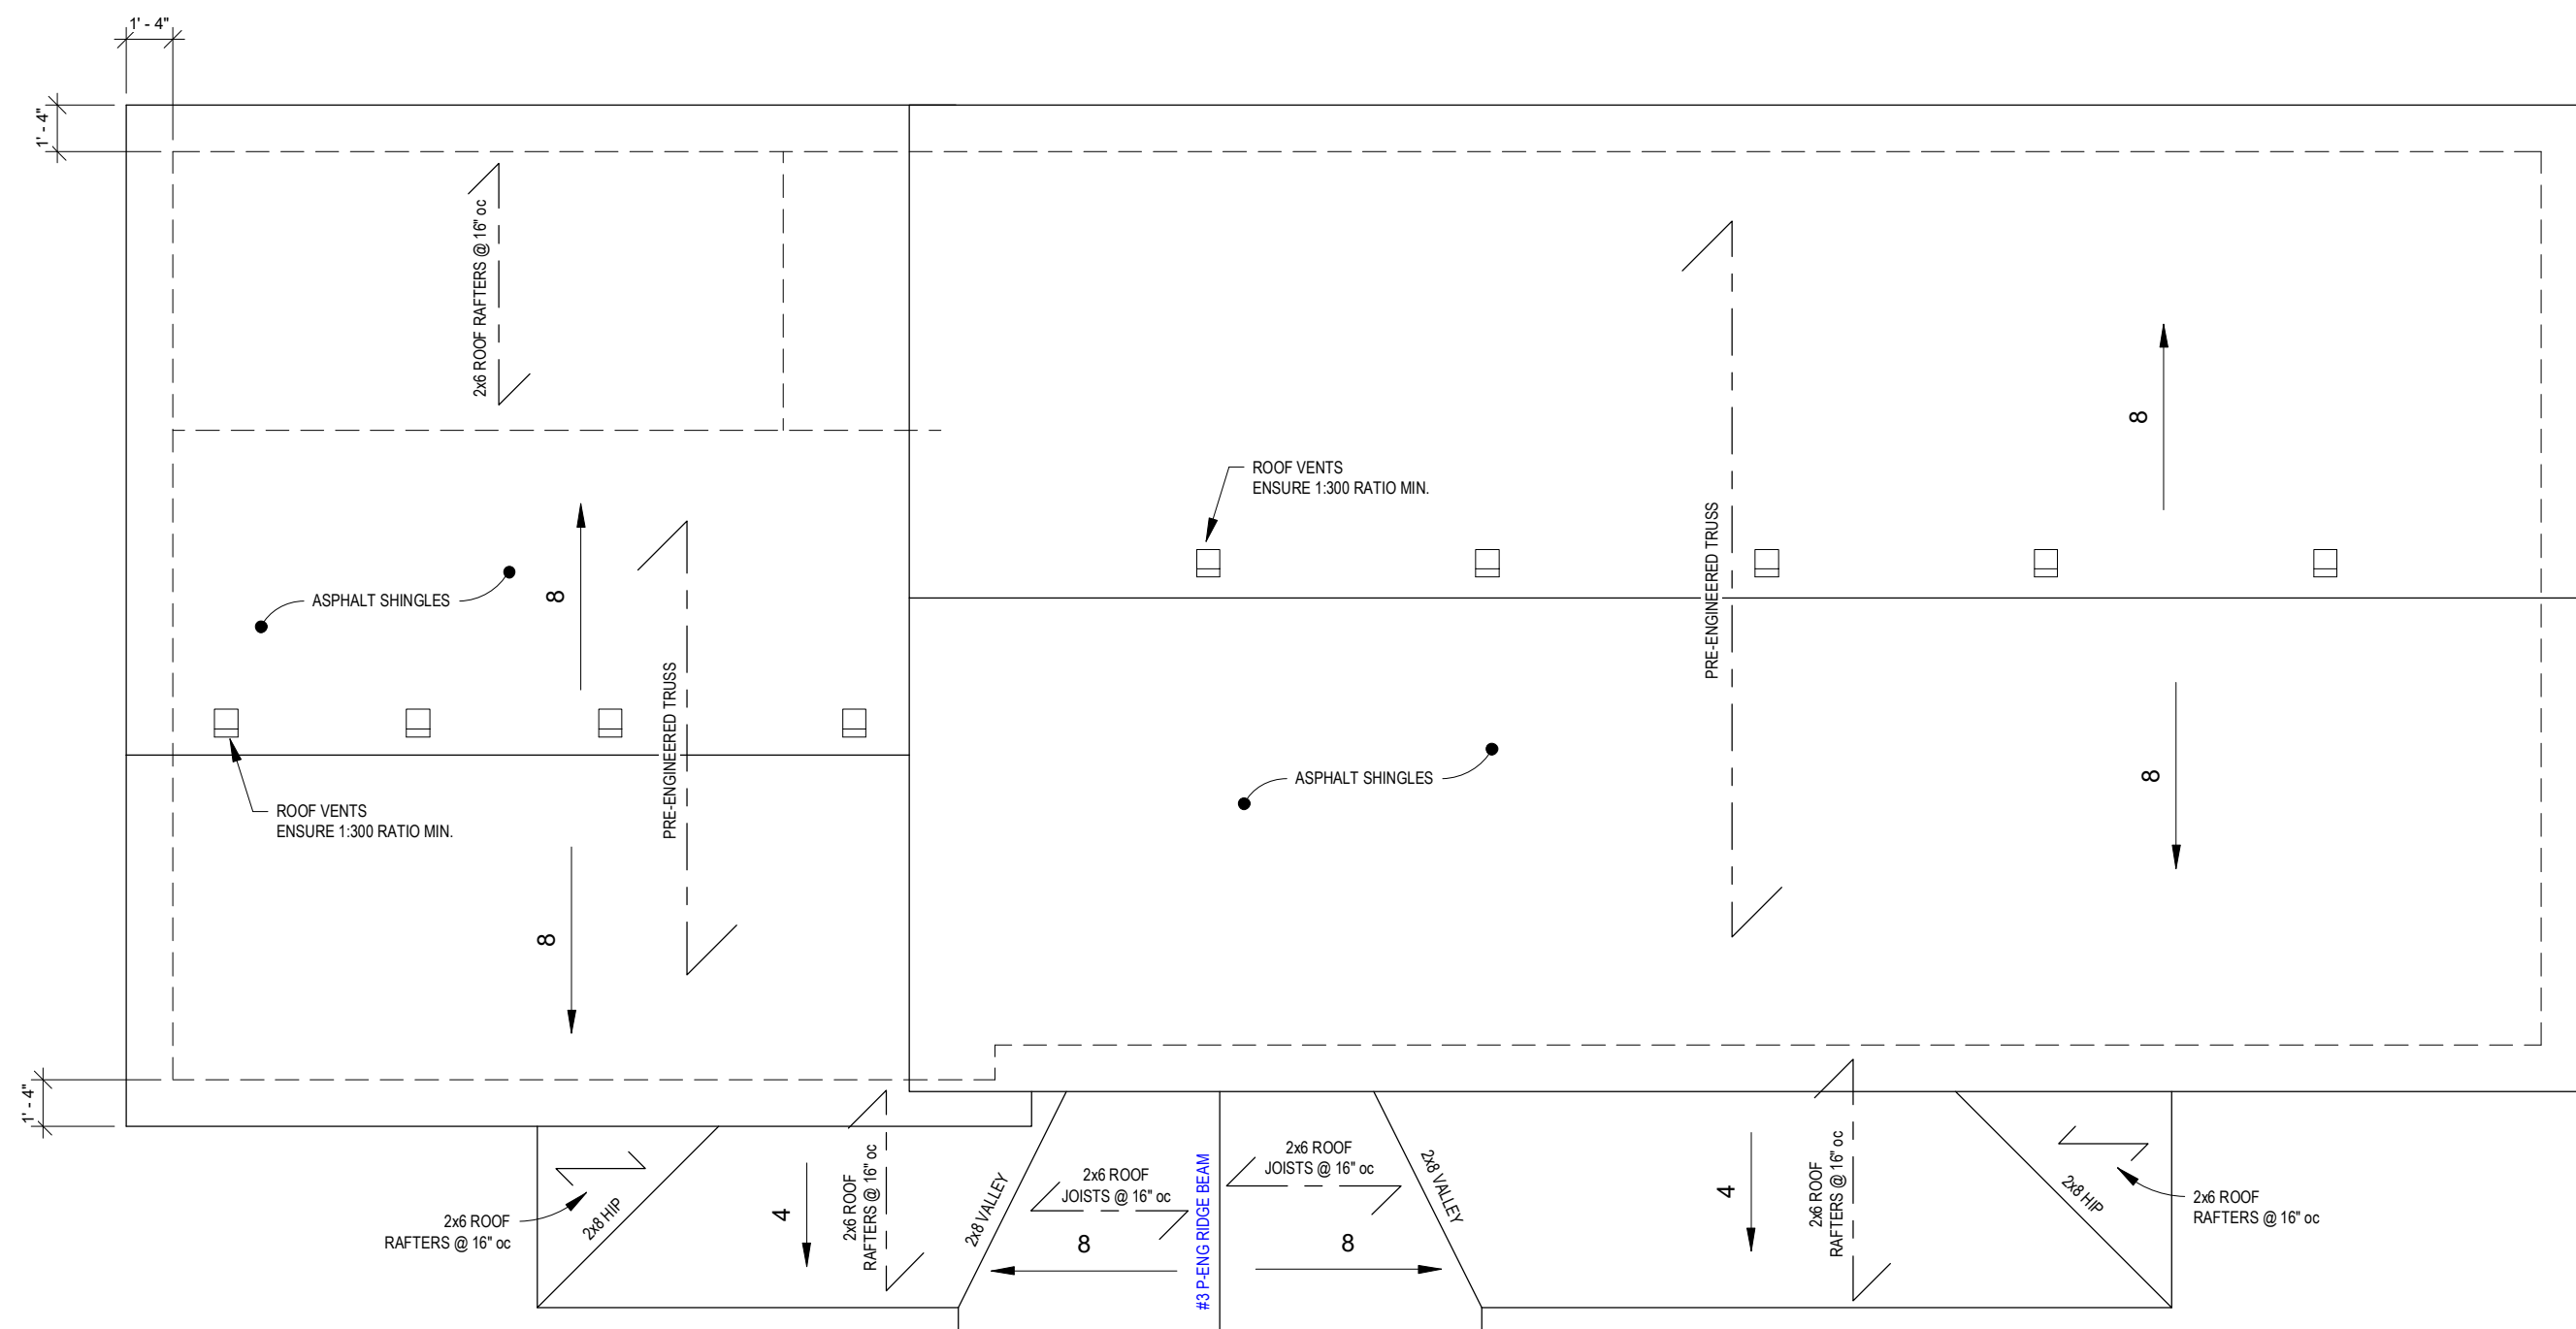 1' - 4"
1' - 4"
2x6 ROOF RAFTERS @ 16" oc
8
ROOF VENTS
ENSURE 1:300 RATIO MIN.
PRE-ENGINEERED TRUSS
ASPHALT SHINGLES
8
PRE-ENGINEERED TRUSS
8
ASPHALT SHINGLES
ROOF VENTS
ENSURE 1:300 RATIO MIN.
8
1' - 4"
2x6 ROOF
RAFTERS @ 16" oc
2x8 HIP
4
2x6 ROOF
RAFTERS @ 16" oc
2x8 VALLEY
2x6 ROOF
JOISTS @ 16" oc
8
#3 P-ENG RIDGE BEAM
2x6 ROOF
JOISTS @ 16" oc
8
2x8 VALLEY
4
2x6 ROOF
RAFTERS @ 16" oc
2x8 HIP
2x6 ROOF
RAFTERS @ 16" oc